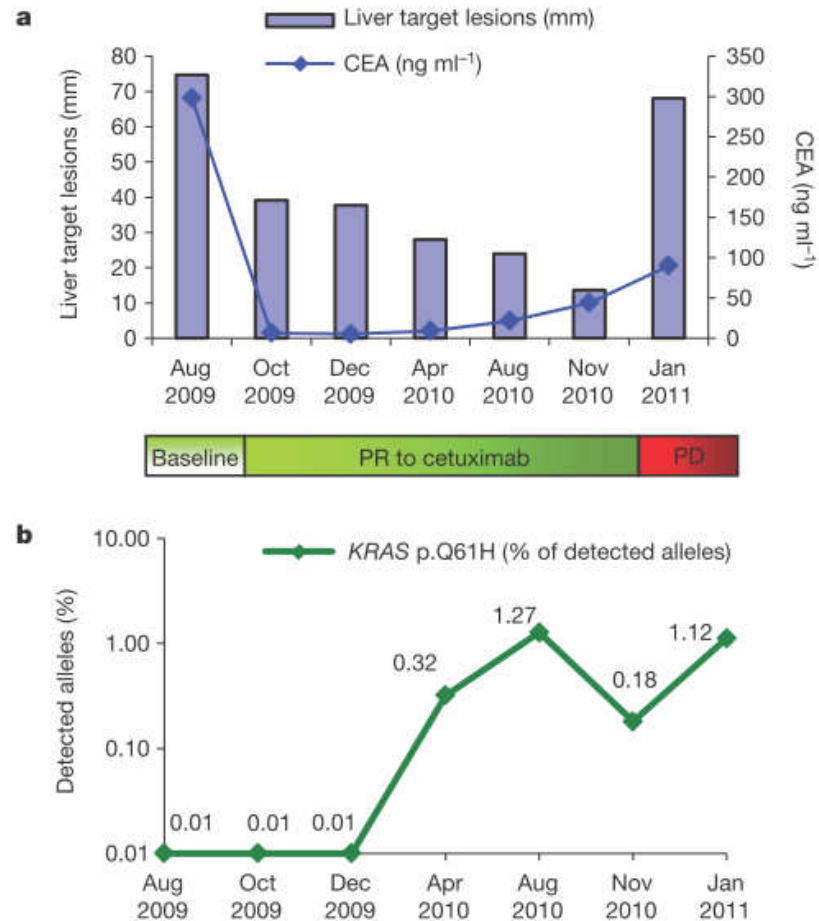 a
Liver target lesions (mm)
CEA (ng ml⁻¹)
Liver target lesions (mm)
80
70
60
50
40
30
20
10
0
350
300
250
200
150
100
50
0
CEA (ng ml⁻¹)
Aug Oct Dec Apr Aug Nov Jan
2009 2009 2009 2010 2010 2010 2011
Baseline PR to cetuximab PD
b
KRAS p.Q61H (% of detected alleles)
Detected alleles (%)
10.00
1.00
0.10
0.01
0.01 0.01 0.01
0.32
1.27
0.18
1.12
Aug Oct Dec Apr Aug Nov Jan
2009 2009 2009 2010 2010 2010 2011